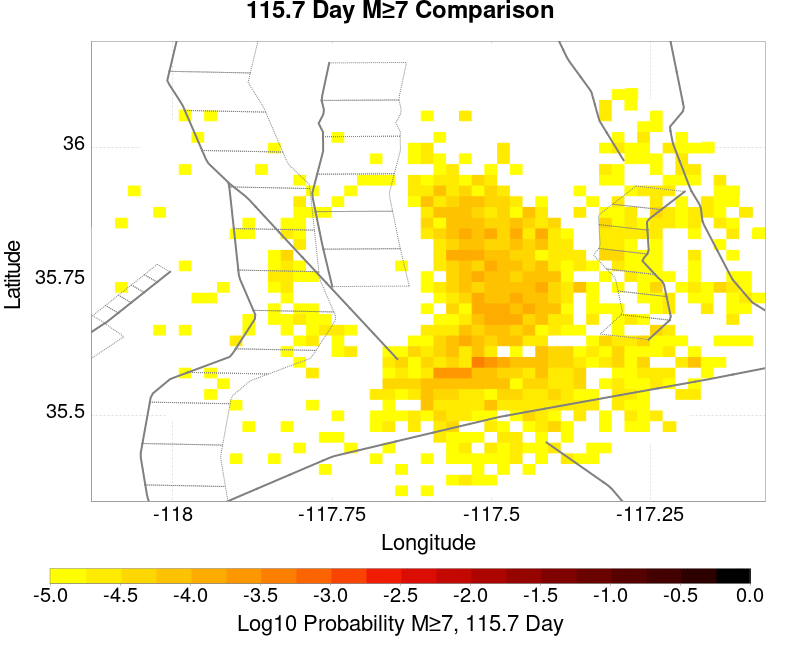 115.7 Day M≥7 Comparison
36
35.75
35.5
Latitude
-118 -117.75 -117.5 -117.25
Longitude
-5.0 -4.5 -4.0 -3.5 -3.0 -2.5 -2.0 -1.5 -1.0 -0.5 0.0
Log10 Probability M≥7, 115.7 Day